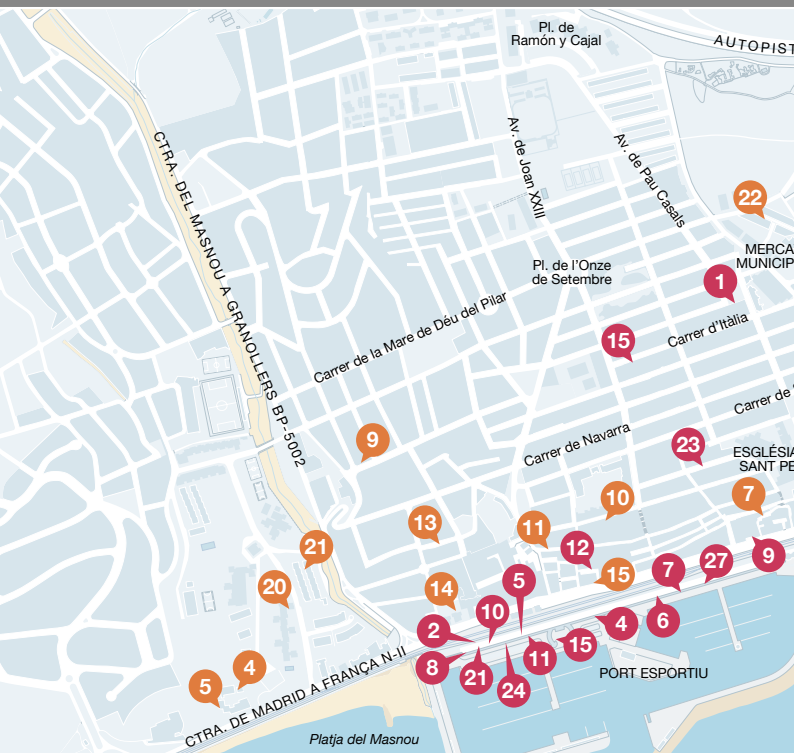 Pl. de
Ramón y Cajal
AUTOPIST
CTRA. DEL MASNOU A GRANOLLERS BP-5002
Av. de Joan XXIII
Av. de Pau Casals
22
MERCA
MUNICIP
Pl. de l'Onze
de Setembre
1
Carrer de la Mare de Déu del Pilar
15
Carrer d'Itàlia
Carrer de
9
Carrer de Navarra
23
ESGLÉSIA
SANT PE
10
7
13
11
12
21
15
9
27
7
5
20
14
10
6
4
2
15
11
8
21
24
PORT ESPORTIU
4
5
CTRA. DE MADRID A FRANÇA N-II
Platja del Masnou